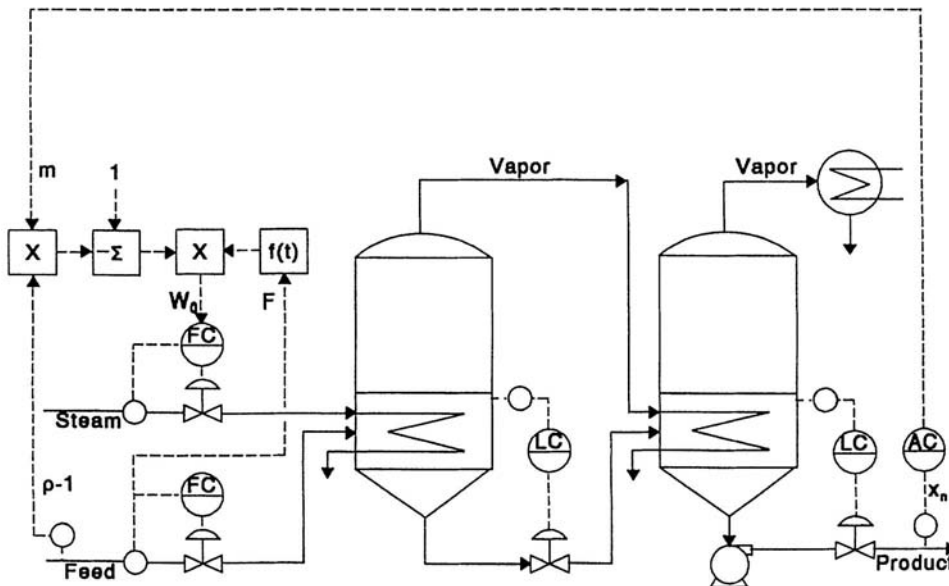 Vapor
Vapor
m
1
X
-Σ
X
f(t)
W₀
F
FC
Steam
LC
LC
AC
FC
ρ-1
xₙ
Feed
Product